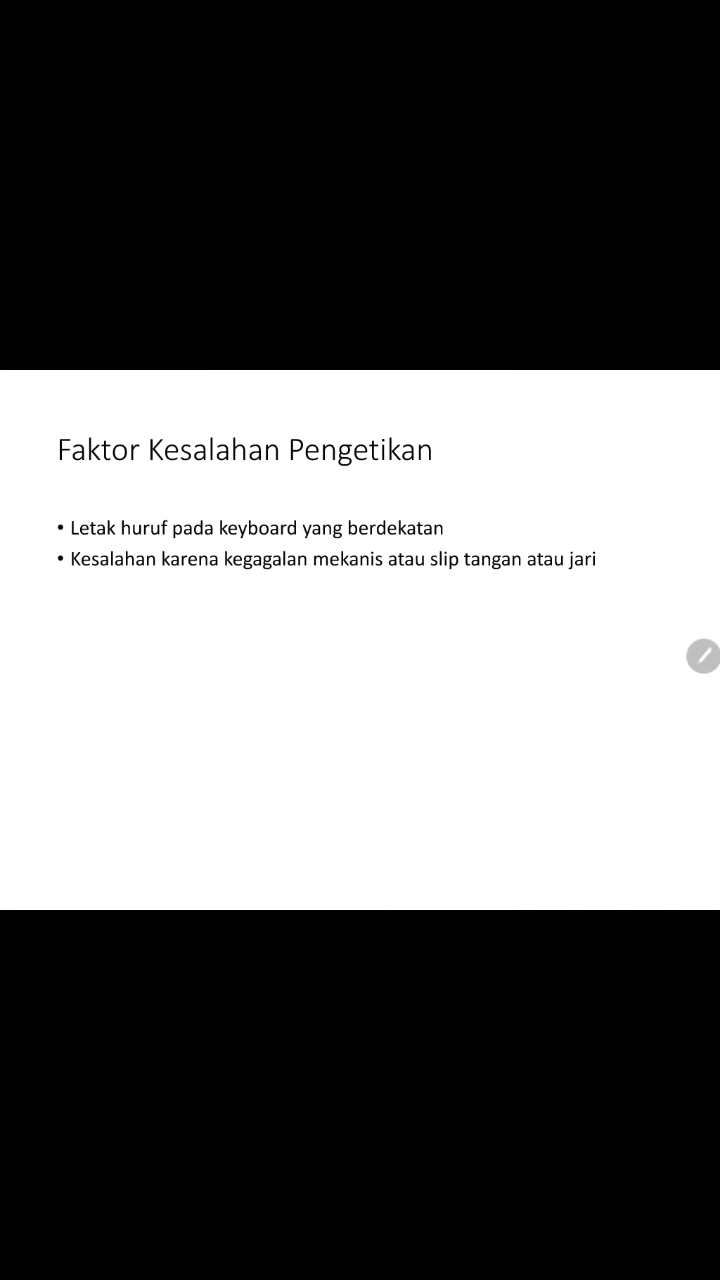 Faktor Kesalahan Pengetikan
• Letak huruf pada keyboard yang berdekatan
• Kesalahan karena kegagalan mekanis atau slip tangan atau jari